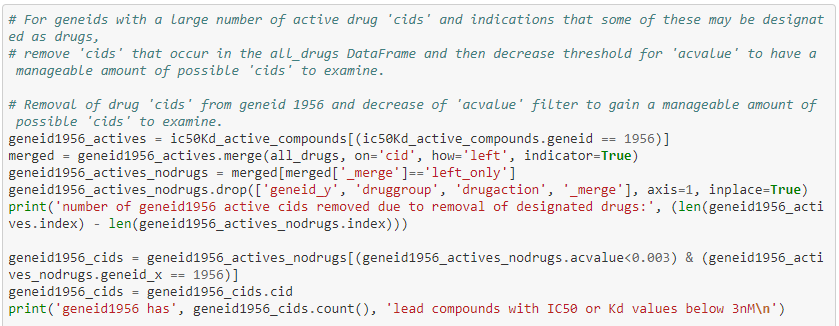 # For geneids with a large number of active drug 'cids' and indications that some of these may be designat
ed as drugs,
# remove 'cids' that occur in the all_drugs DataFrame and then decrease threshold for 'acvalue' to have a
manageable amount of possible 'cids' to examine.

# Removal of drug 'cids' from geneid 1956 and decrease of 'acvalue' filter to gain a manageable amount of
possible 'cids' to examine.
geneid1956_actives = ic50Kd_active_compounds[(ic50Kd_active_compounds.geneid == 1956)]
merged = geneid1956_actives.merge(all_drugs, on='cid', how='left', indicator=True)
geneid1956_actives_nodrugs = merged[merged['_merge']=='left_only']
geneid1956_actives_nodrugs.drop(['geneid_y', 'druggroup', 'drugaction', '_merge'], axis=1, inplace=True)
print('number of geneid1956 active cids removed due to removal of designated drugs:', (len(geneid1956_acti
ves.index) - len(geneid1956_actives_nodrugs.index)))

geneid1956_cids = geneid1956_actives_nodrugs[(geneid1956_actives_nodrugs.acvalue<0.003) & (geneid1956_acti
ves_nodrugs.geneid_x == 1956)]
geneid1956_cids = geneid1956_cids.cid
print('geneid1956 has', geneid1956_cids.count(), 'lead compounds with IC50 or Kd values below 3nM\n')